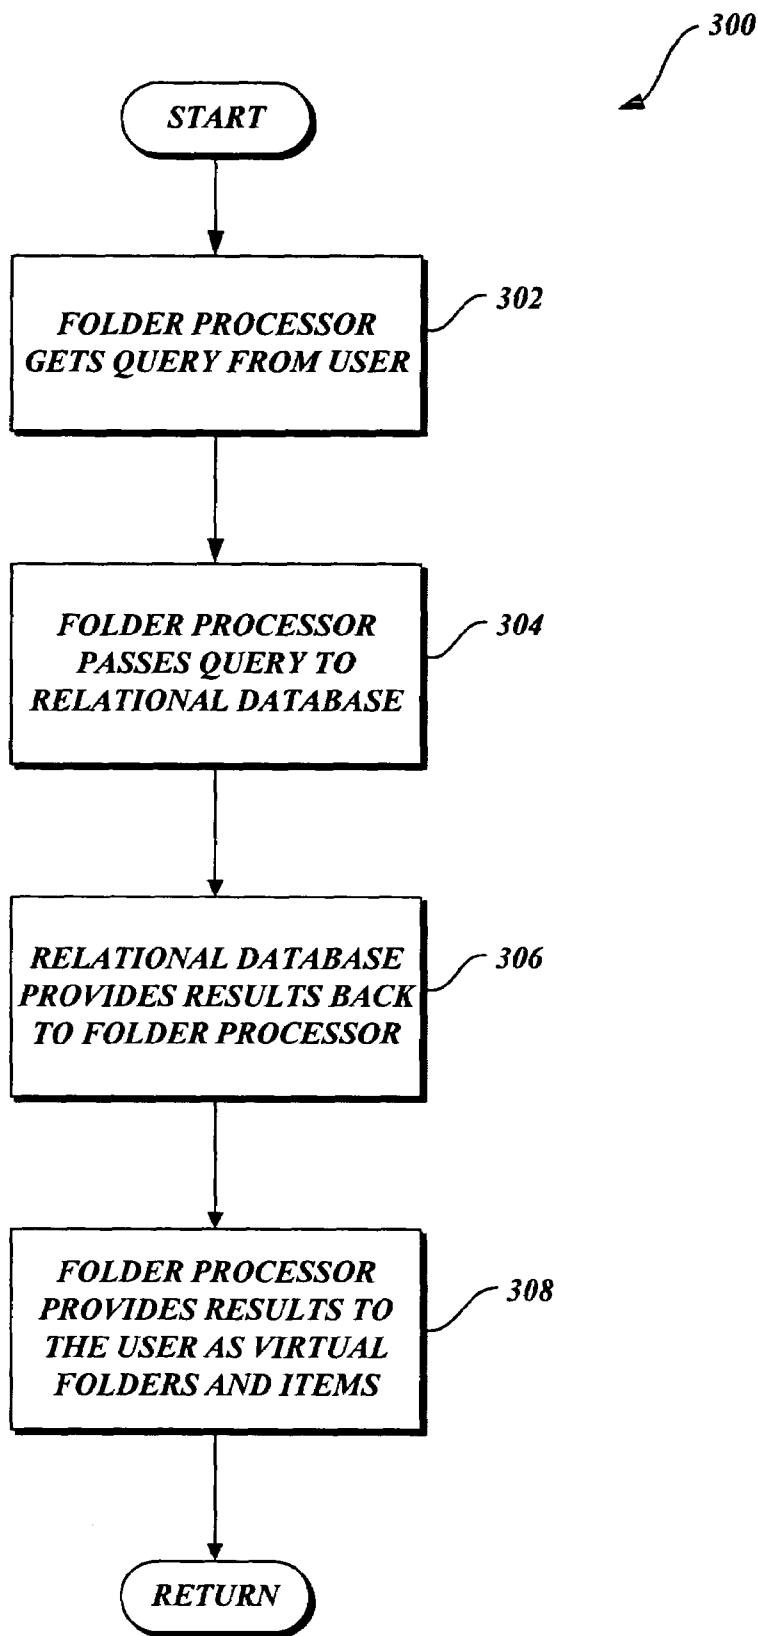 300
START
FOLDER PROCESSOR
GETS QUERY FROM USER
302
FOLDER PROCESSOR
PASSES QUERY TO
RELATIONAL DATABASE
304
RELATIONAL DATABASE
PROVIDES RESULTS BACK
TO FOLDER PROCESSOR
306
FOLDER PROCESSOR
PROVIDES RESULTS TO
THE USER AS VIRTUAL
FOLDERS AND ITEMS
308
RETURN